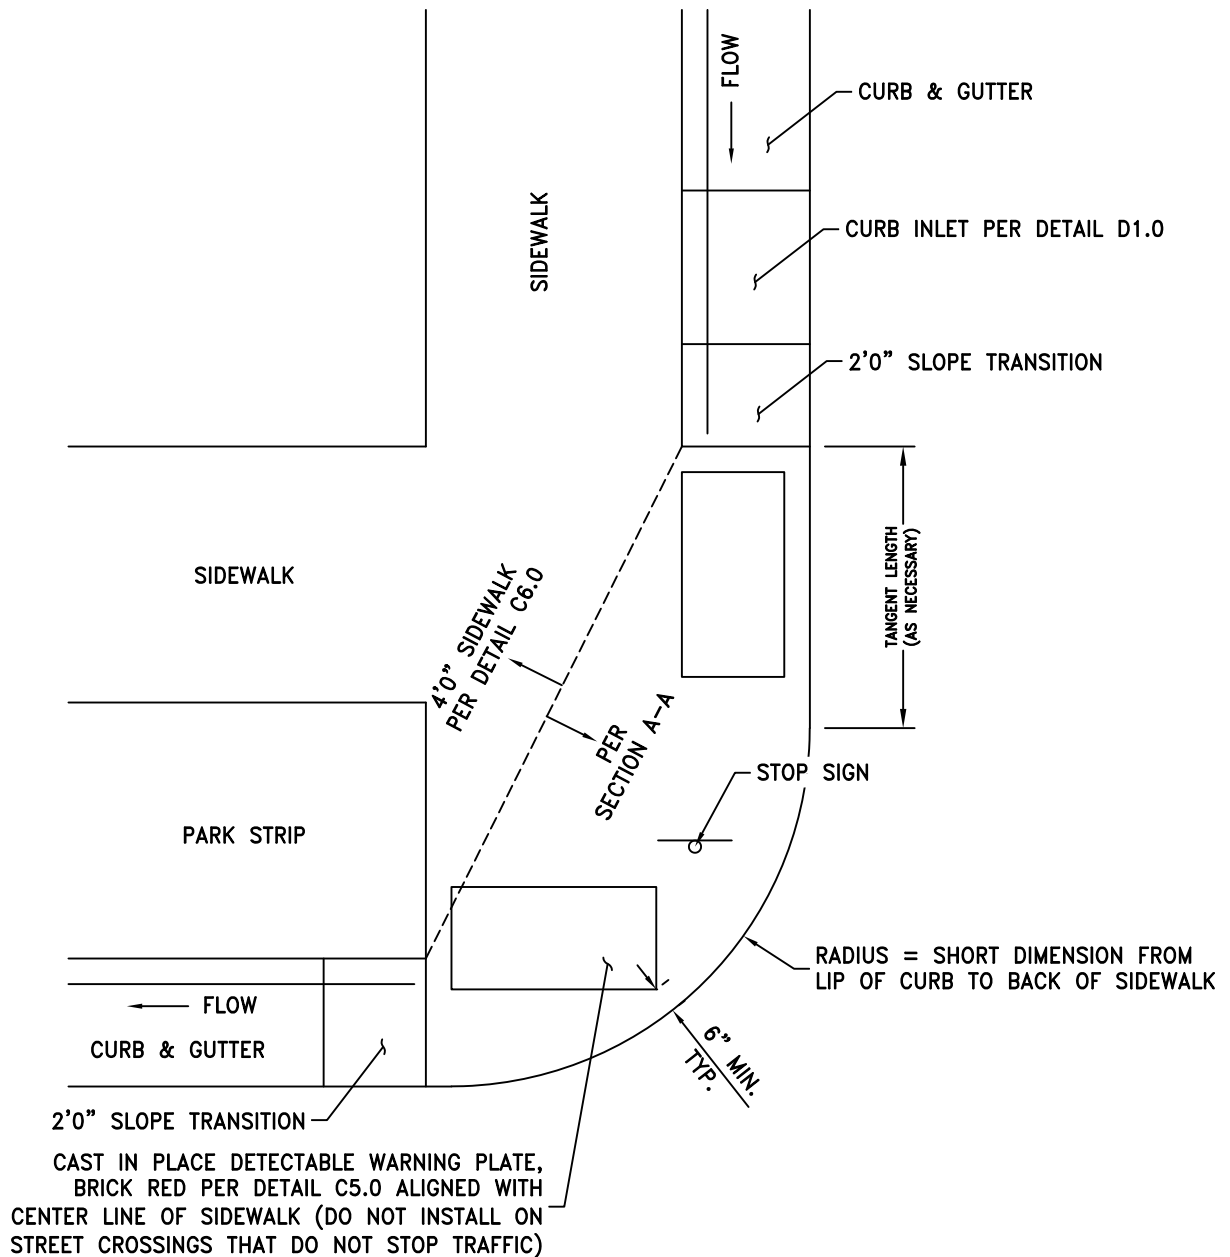 FLOW
CURB & GUTTER
SIDEWALK
CURB INLET PER DETAIL D1.0
2'0" SLOPE TRANSITION
SIDEWALK
4'0" SIDEWALK
PER DETAIL C6.0
TANGENT LENGTH
(AS NECESSARY)
PER
SECTION A-A
STOP SIGN
PARK STRIP
RADIUS = SHORT DIMENSION FROM
LIP OF CURB TO BACK OF SIDEWALK
FLOW
CURB & GUTTER
6" MIN.
TYP.
2'0" SLOPE TRANSITION
CAST IN PLACE DETECTABLE WARNING PLATE,
BRICK RED PER DETAIL C5.0 ALIGNED WITH
CENTER LINE OF SIDEWALK (DO NOT INSTALL ON
STREET CROSSINGS THAT DO NOT STOP TRAFFIC)